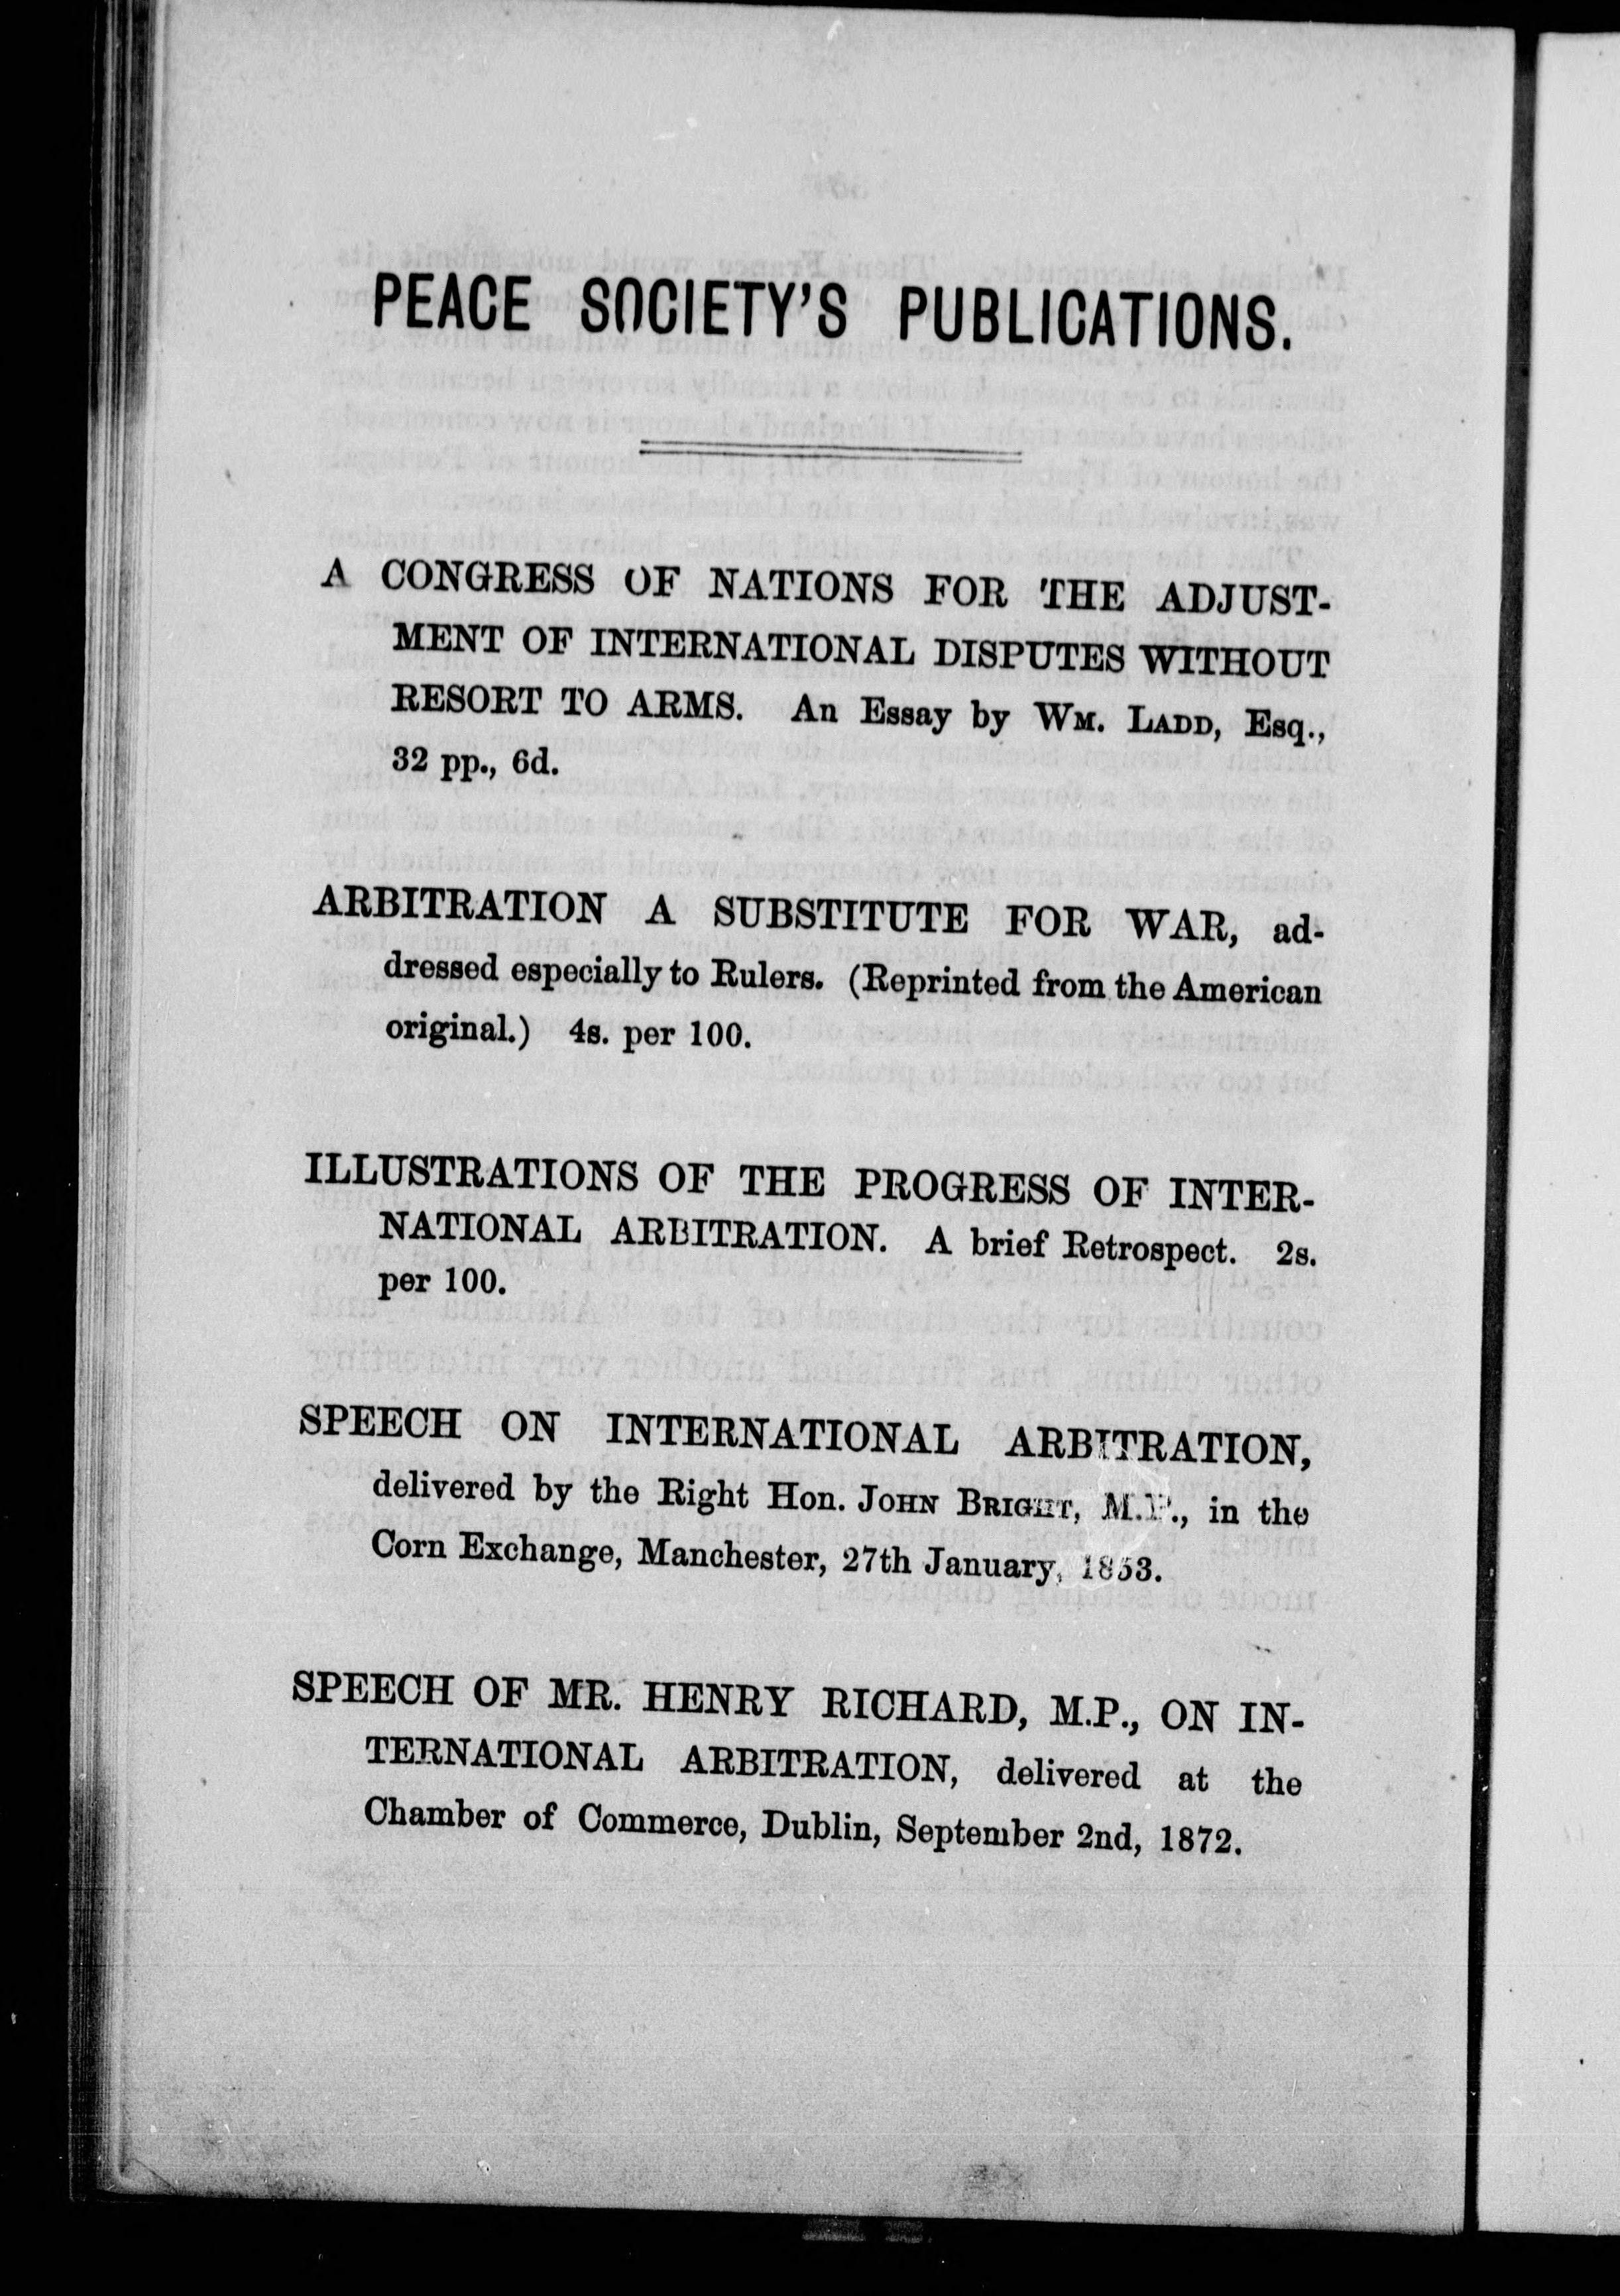 PEACE SOCIETY'S PUBLICATIONS.
A CONGRESS OF NATIONS FOR THE ADJUST-
MENT OF INTERNATIONAL DISPUTES WITHOUT
RESORT TO ARMS. An Essay by WM. LADD, Esq.,
32 pp., 6d.
ARBITRATION A SUBSTITUTE FOR WAR, ad-
dressed especially to Rulers. (Reprinted from the American
original.) 4s. per 100.
ILLUSTRATIONS OF THE PROGRESS OF INTER-
NATIONAL ARBITRATION. A brief Retrospect. 2s.
per 100.
SPEECH ON INTERNATIONAL ARBITRATION,
delivered by the Right Hon. JOHN BRIGHT, M.P., in the
Corn Exchange, Manchester, 27th January, 1853.
SPEECH OF MR. HENRY RICHARD, M.P., ON IN-
TERNATIONAL ARBITRATION, delivered at the
Chamber of Commerce, Dublin, September 2nd, 1872.